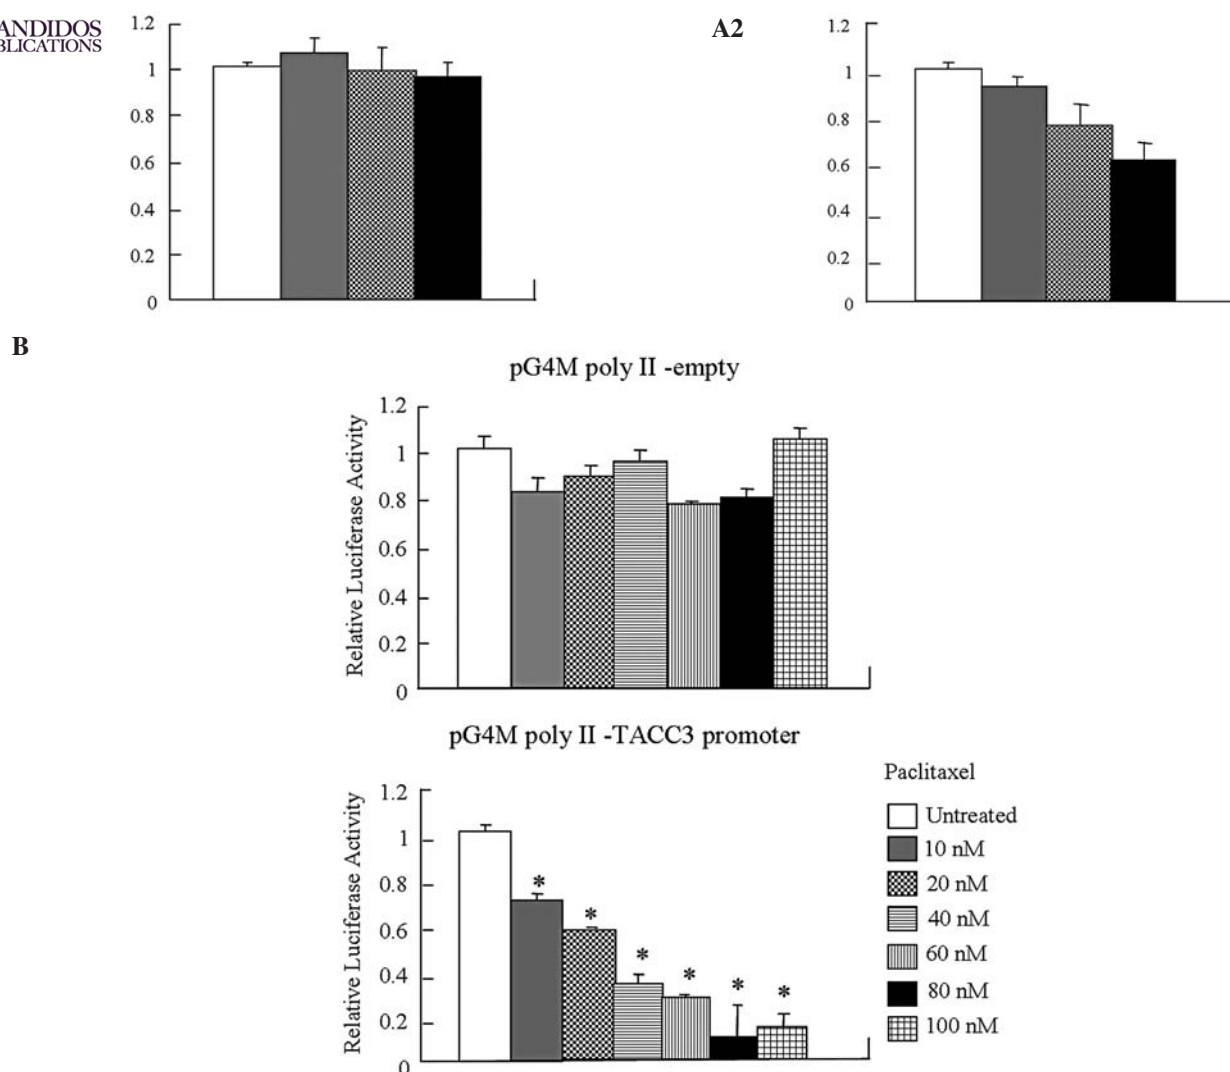 ANDIDOS
BLICATIONS
1.2
1
0.8
0.6
0.4
0.2
0
A2
1.2
1
0.8
0.6
0.4
0.2
0
B
pG4M poly II -empty
Relative Luciferase Activity
1.2
1
0.8
0.6
0.4
0.2
0
pG4M poly II -TACC3 promoter
Relative Luciferase Activity
1.2
1
0.8
0.6
0.4
0.2
0
*
*
*
*
*
*
Paclitaxel
Untreated
10 nM
20 nM
40 nM
60 nM
80 nM
100 nM